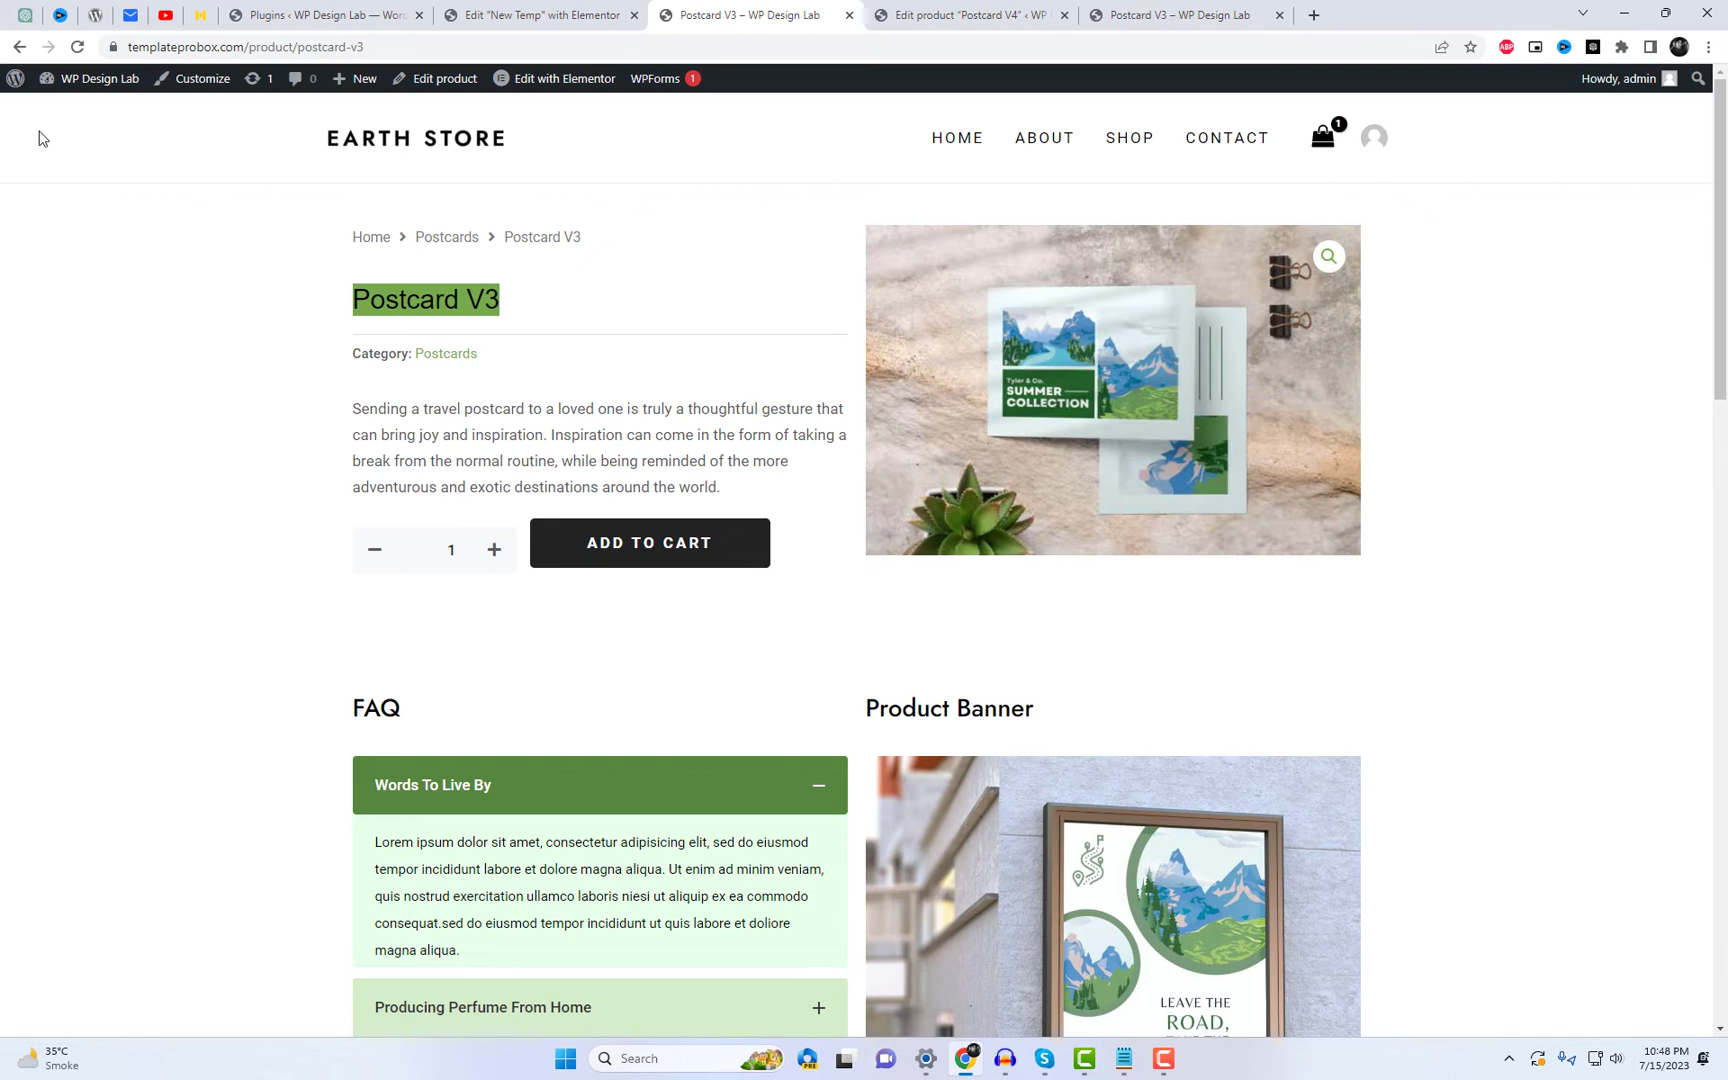 Plugins ‹ WP Design Lab — Wor
Edit "New Temp" with Elementor
Postcard V3 – WP Design Lab
Edit product "Postcard V4" ‹ WP
Postcard V3 – WP Design Lab
templateprobox.com/product/postcard-v3
WP Design Lab
Customize
1
0
New
Edit product
Edit with Elementor
WPForms 1
Howdy, admin
EARTH STORE
HOME
ABOUT
SHOP
CONTACT
1
Home > Postcards > Postcard V3
Postcard V3
Category: Postcards
Sending a travel postcard to a loved one is truly a thoughtful gesture that
can bring joy and inspiration. Inspiration can come in the form of taking a
break from the normal routine, while being reminded of the more
adventurous and exotic destinations around the world.
− 1 +
ADD TO CART
Tyler & Co.
SUMMER
COLLECTION
FAQ
Product Banner
Words To Live By −
Lorem ipsum dolor sit amet, consectetur adipisicing elit, sed do eiusmod
tempor incididunt labore et dolore magna aliqua. Ut enim ad minim veniam,
quis nostrud exercitation ullamco laboris niesi ut aliquip ex ea commodo
consequat.sed do eiusmod tempor incididunt ut quis labore et doliore
magna aliqua.
Producing Perfume From Home +
LEAVE THE
ROAD,
35°C
Smoke
Search
PRE
10:48 PM
7/15/2023